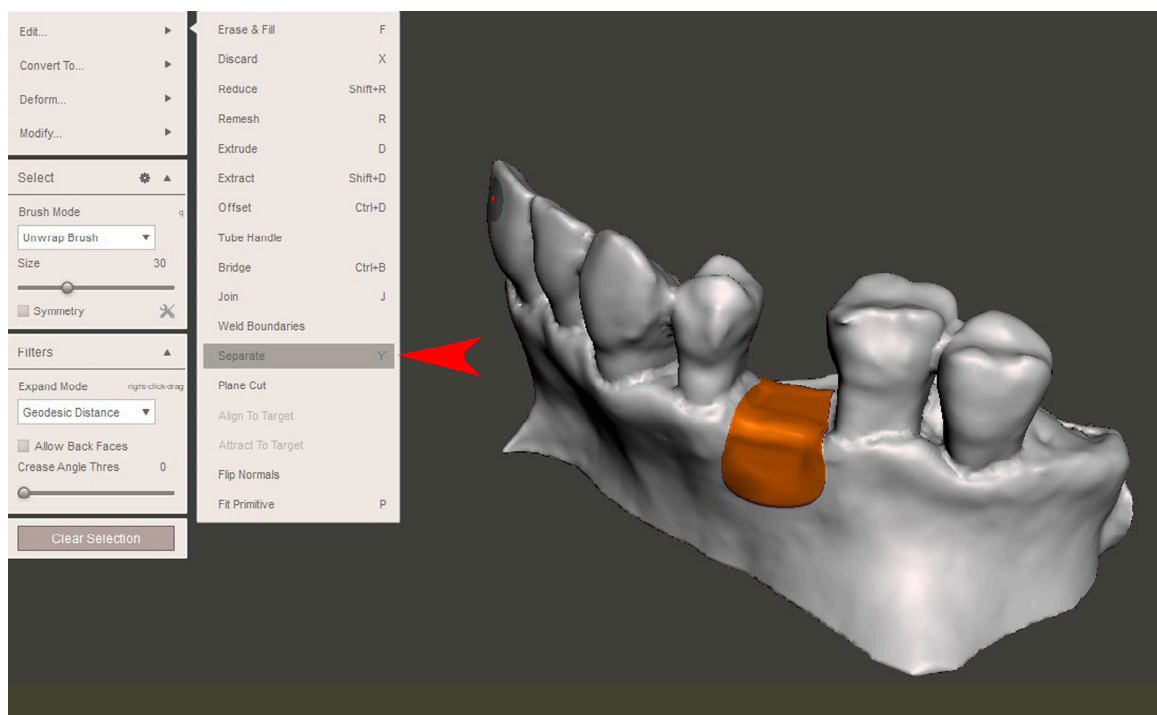 Edit...
Convert To...
Deform...
Modify...
Select
Brush Mode q
Unwrap Brush
Size 30
Symmetry
Filters
Expand Mode right-click-drag
Geodesic Distance
Allow Back Faces
Crease Angle Thres 0
Clear Selection
Erase & Fill F
Discard X
Reduce Shift+R
Remesh R
Extrude D
Extract Shift+D
Offset Ctrl+D
Tube Handle
Bridge Ctrl+B
Join J
Weld Boundaries
Separate Y
Plane Cut
Align To Target
Attract To Target
Flip Normals
Fit Primitive P